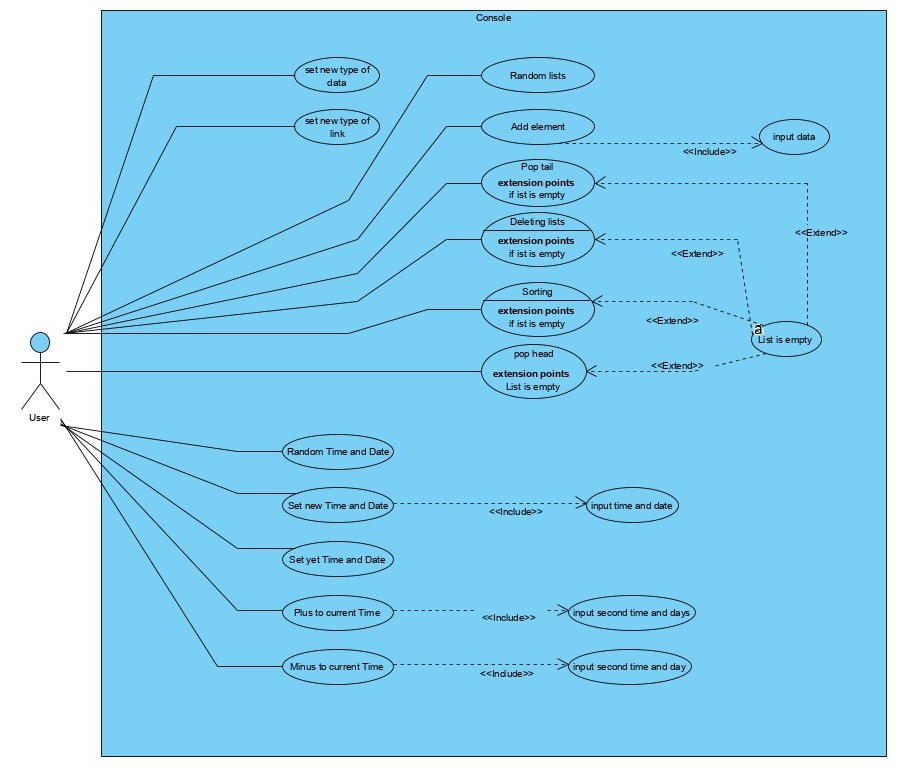 Console
set new type of
data
Random lists
set new type of
link
Add element
input data
<<Include>>
Pop tail
extension points
if ist is empty
<<Extend>>
Deleting lists
extension points
if ist is empty
<<Extend>>
Sorting
extension points
if ist is empty
<<Extend>>
a
List is empty
pop head
extension points
List is empty
<<Extend>>
User
Random Time and Date
Set new Time and Date
<<Include>>
input time and date
Set yet Time and Date
Plus to current Time
<<Include>>
input second time and days
Minus to current Time
<<Include>>
input second time and day